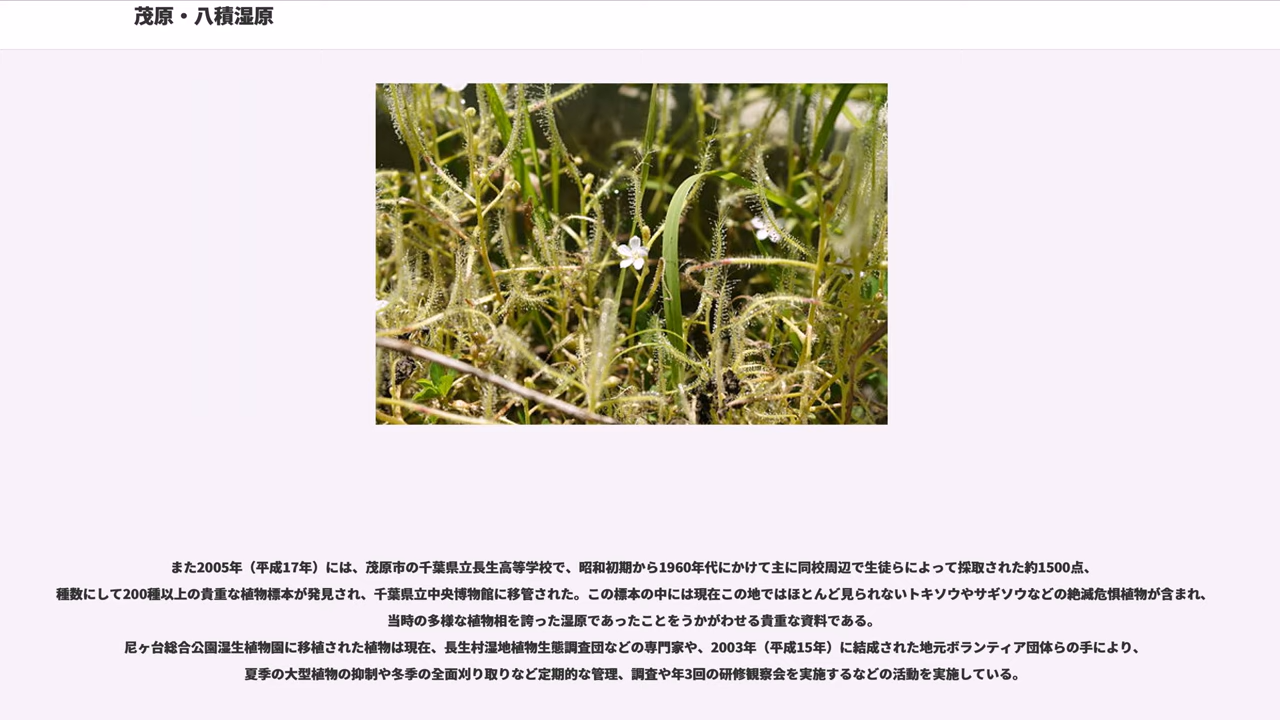 茂原・八積湿原
また2005年（平成17年）には、茂原市の千葉県立長生高等学校で、昭和初期から1960年代にかけて主に同校周辺で生徒らによって採取された約1500点、
種数にして200種以上の貴重な植物標本が発見され、千葉県立中央博物館に移管された。この標本の中には現在この地ではほとんど見られないトキソウやサギソウなどの絶滅危惧植物が含まれ、
当時の多様な植物相を誇った湿原であったことをうかがわせる貴重な資料である。
尼ヶ台総合公園湿生植物園に移植された植物は現在、長生村湿地植物生態調査団などの専門家や、2003年（平成15年）に結成された地元ボランティア団体らの手により、
夏季の大型植物の抑制や冬季の全面刈り取りなど定期的な管理、調査や年3回の研修観察会を実施するなどの活動を実施している。